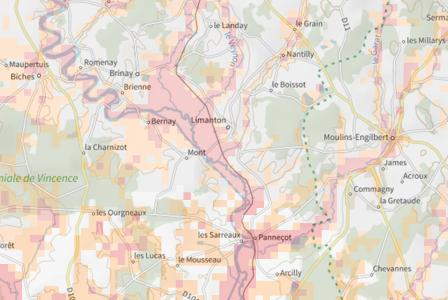 le Landay
le Grain
D11
les Millarys
Nantilly
Maupertuis
Romenay
Biches
Brinay
Brienne
le Boissot
Bernay
Limanton
Moulins-Engilbert
la Charnizot
Mont
James
Acroux
niale de Vincence
Commagny
la Gretaude
les Ourgneaux
les Sarreaux
Panneçot
les Lucas
le Mousseau
Arcilly
Chevannes